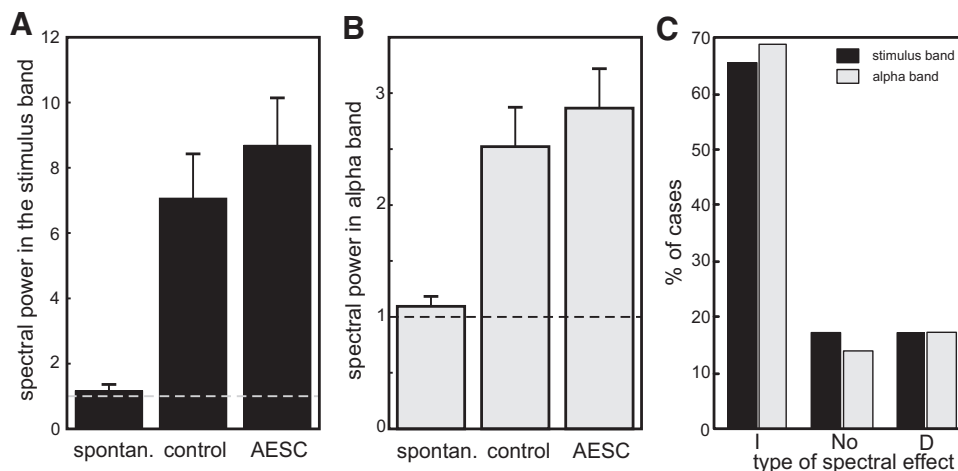 A
spectral power in the stimulus band
12
10
8
6
4
2
0
spontan. control AESC
B
spectral power in alpha band
3
2
1
0
spontan. control AESC
C
% of cases
70
60
50
40
30
20
10
0
stimulus band
alpha band
I No D
type of spectral effect